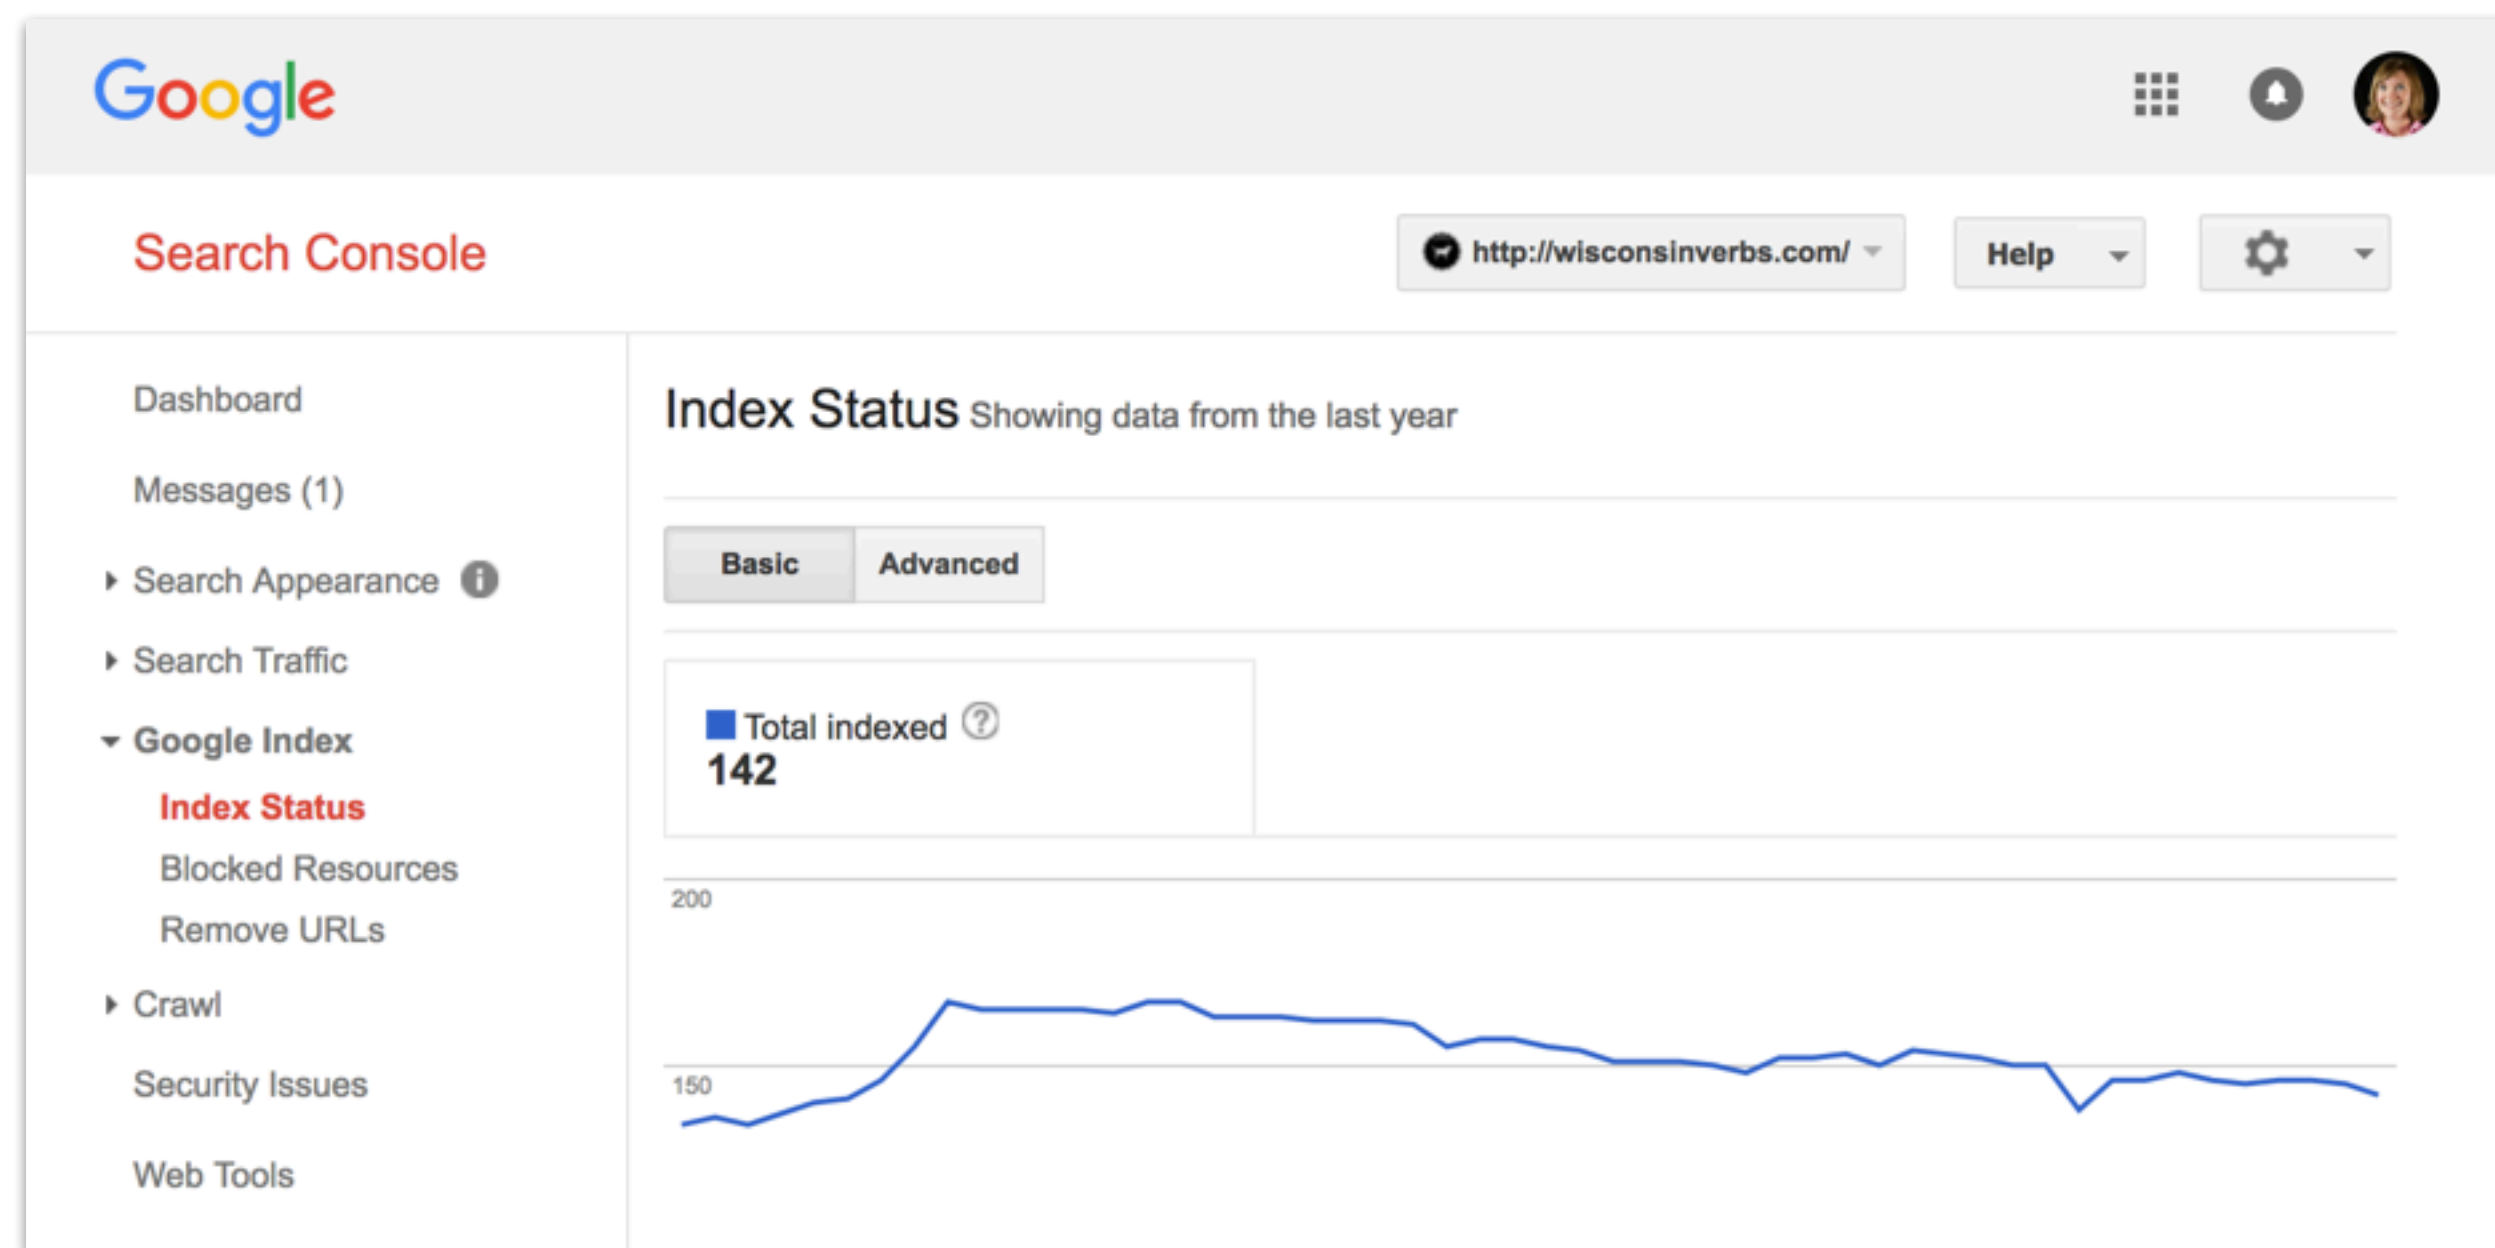 Google
Search Console
http://wisconsinverbs.com/
Help
Dashboard
Messages (1)
Search Appearance
Search Traffic
Google Index
Index Status
Blocked Resources
Remove URLs
Crawl
Security Issues
Web Tools
Index Status Showing data from the last year
Basic Advanced
Total indexed
142
200
150